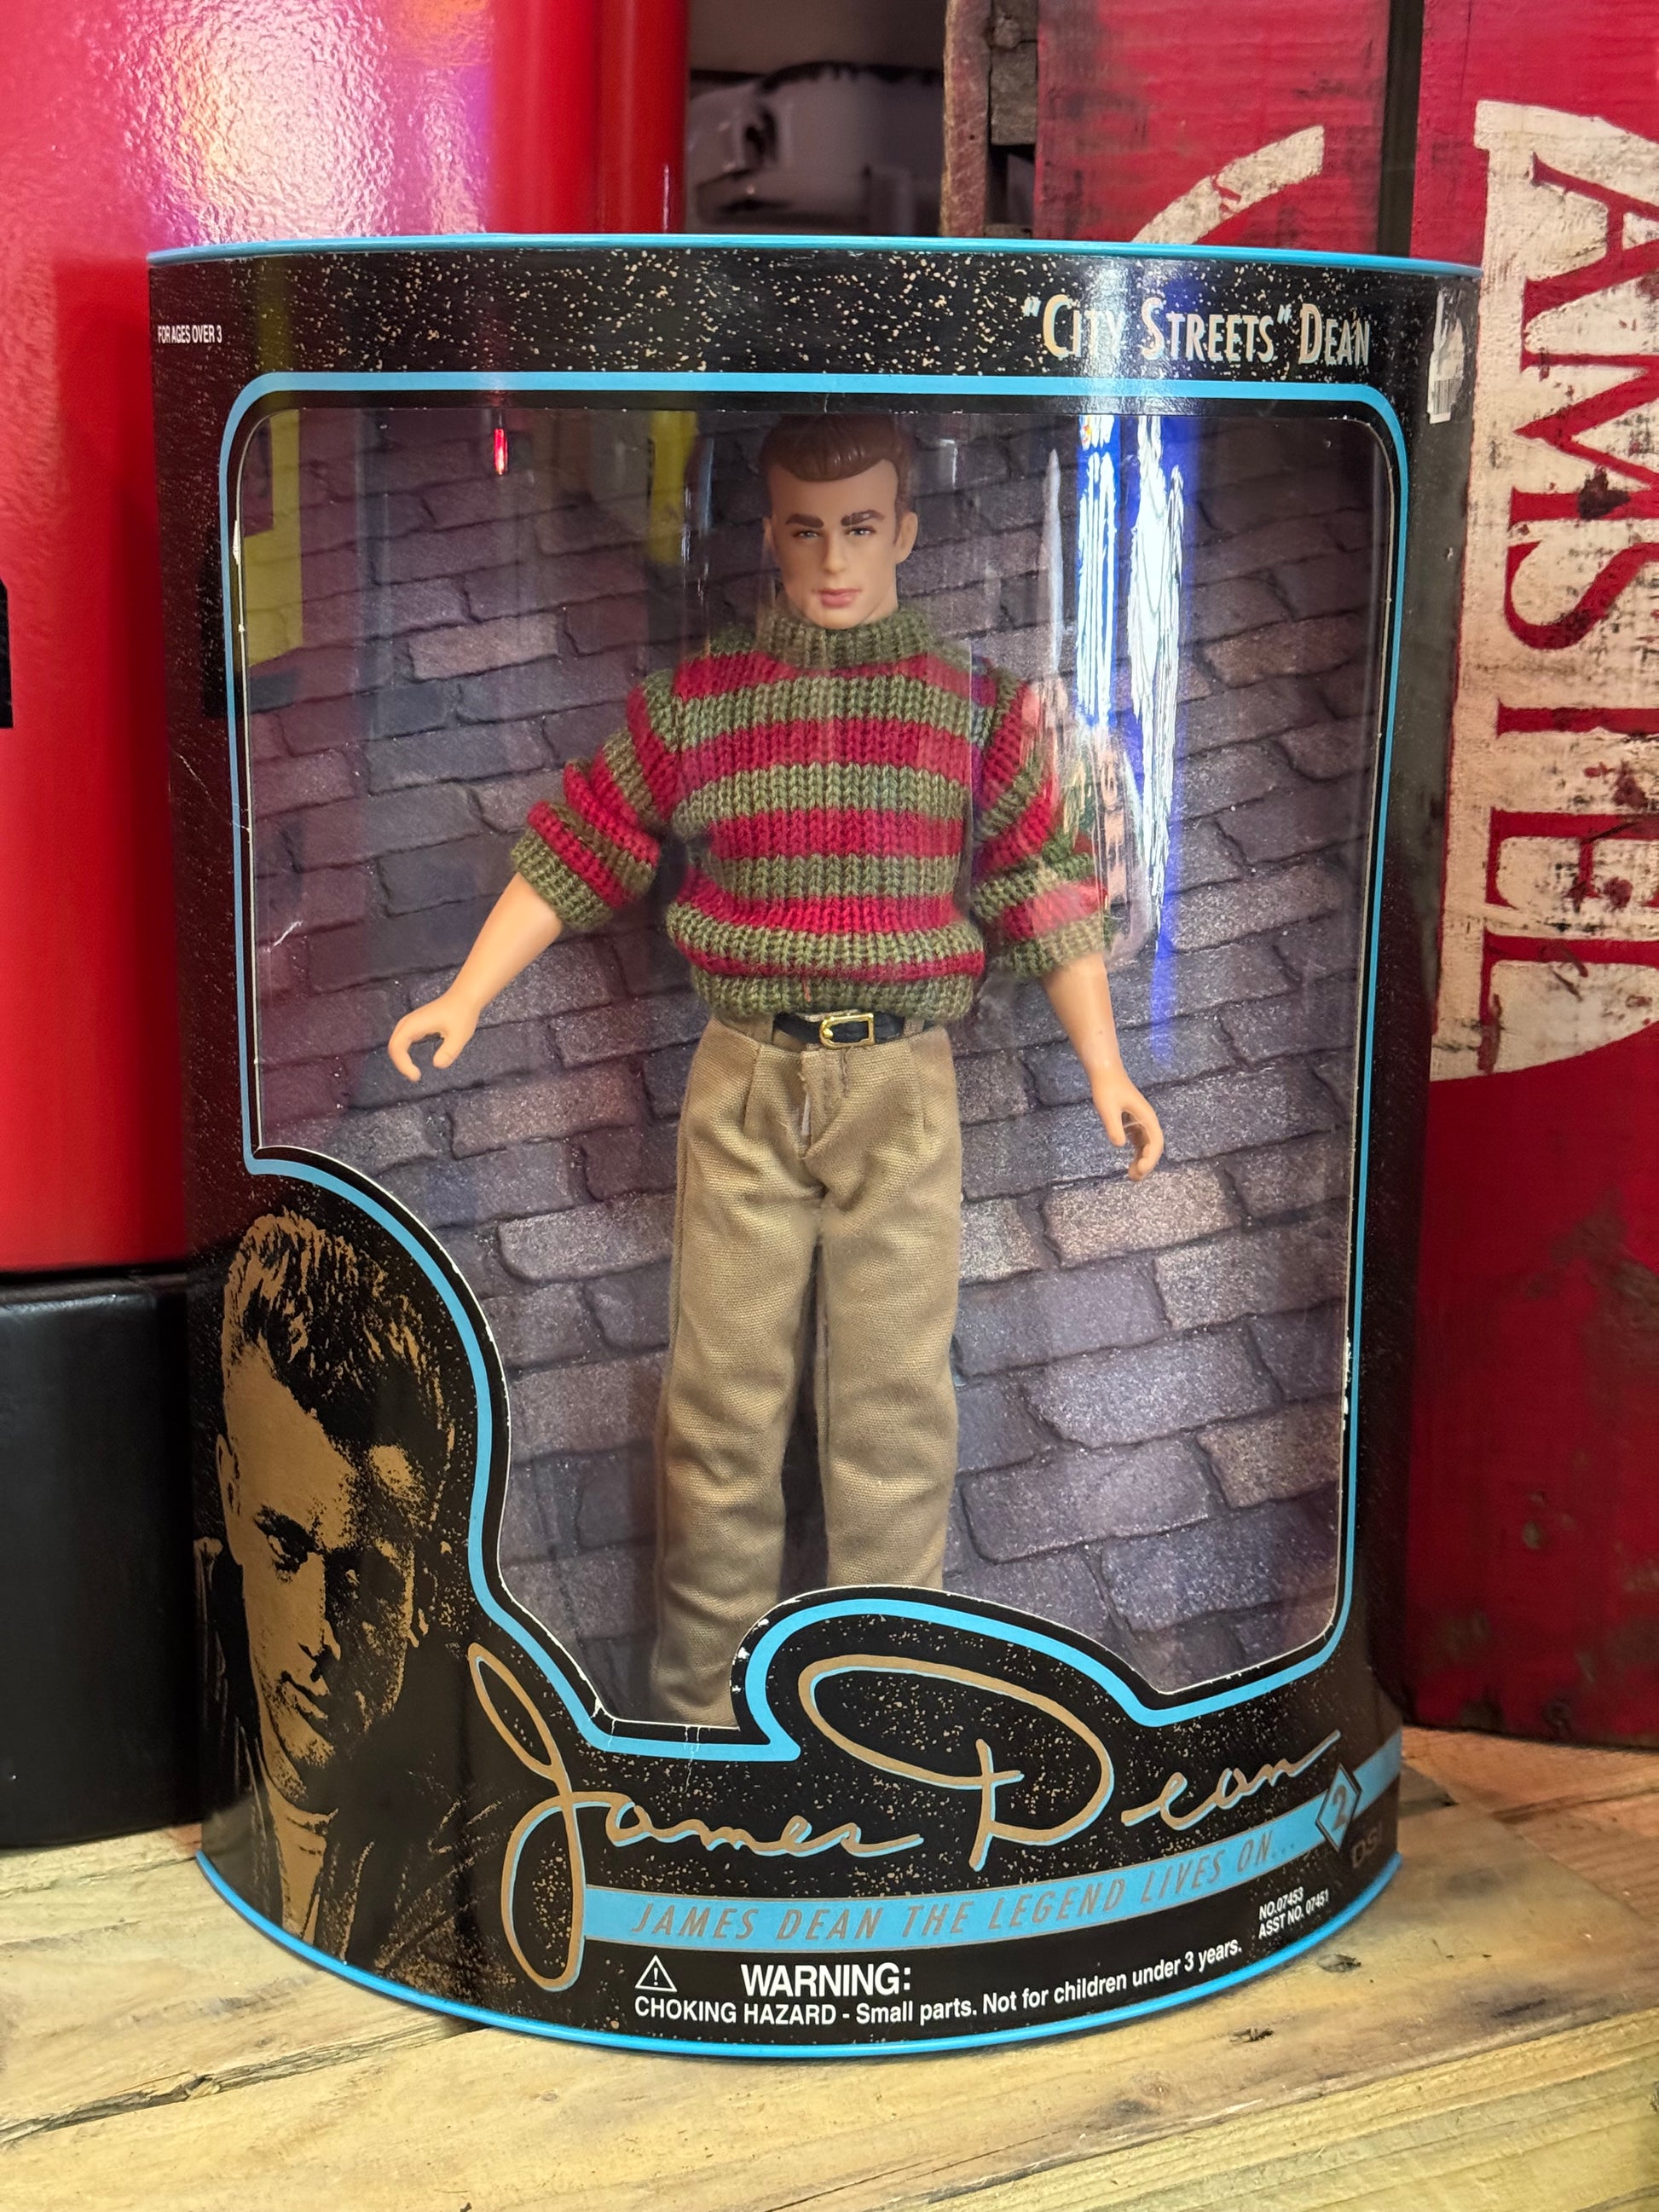 "CITY STREETS" DEAN
FOR AGES OVER 3
James Dean
JAMES DEAN THE LEGEND LIVES ON...
2
DSI
NO.07453
ASST NO. 07451
WARNING:
CHOKING HAZARD - Small parts. Not for children under 3 years.
AMSTEL